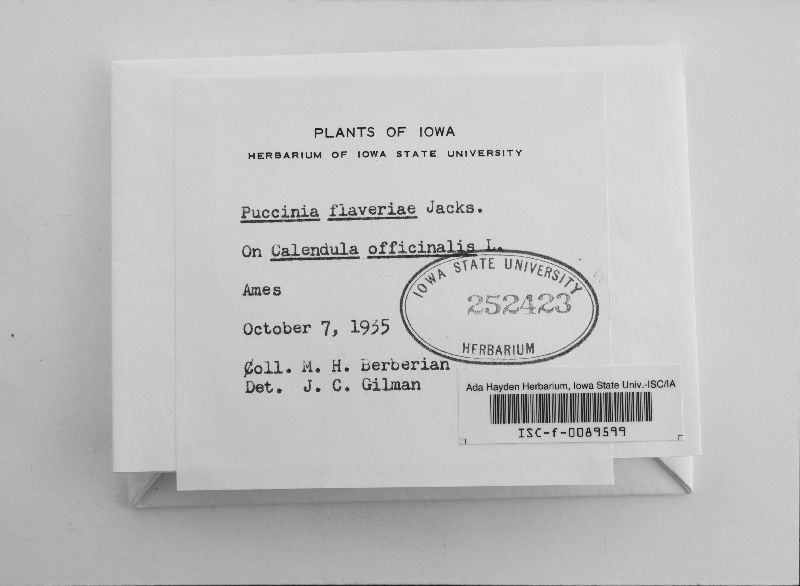 PLANTS OF IOWA
HERBARIUM OF IOWA STATE UNIVERSITY
Puccinia flaveriae Jacks.
On Calendula officinalis L.
Ames
October 7, 1935
Coll. M. H. Berberian
Det. J. C. Gilman
IOWA STATE UNIVERSITY
252423
HERBARIUM
Ada Hayden Herbarium, Iowa State Univ.-ISC/IA
ISC-f-0089599